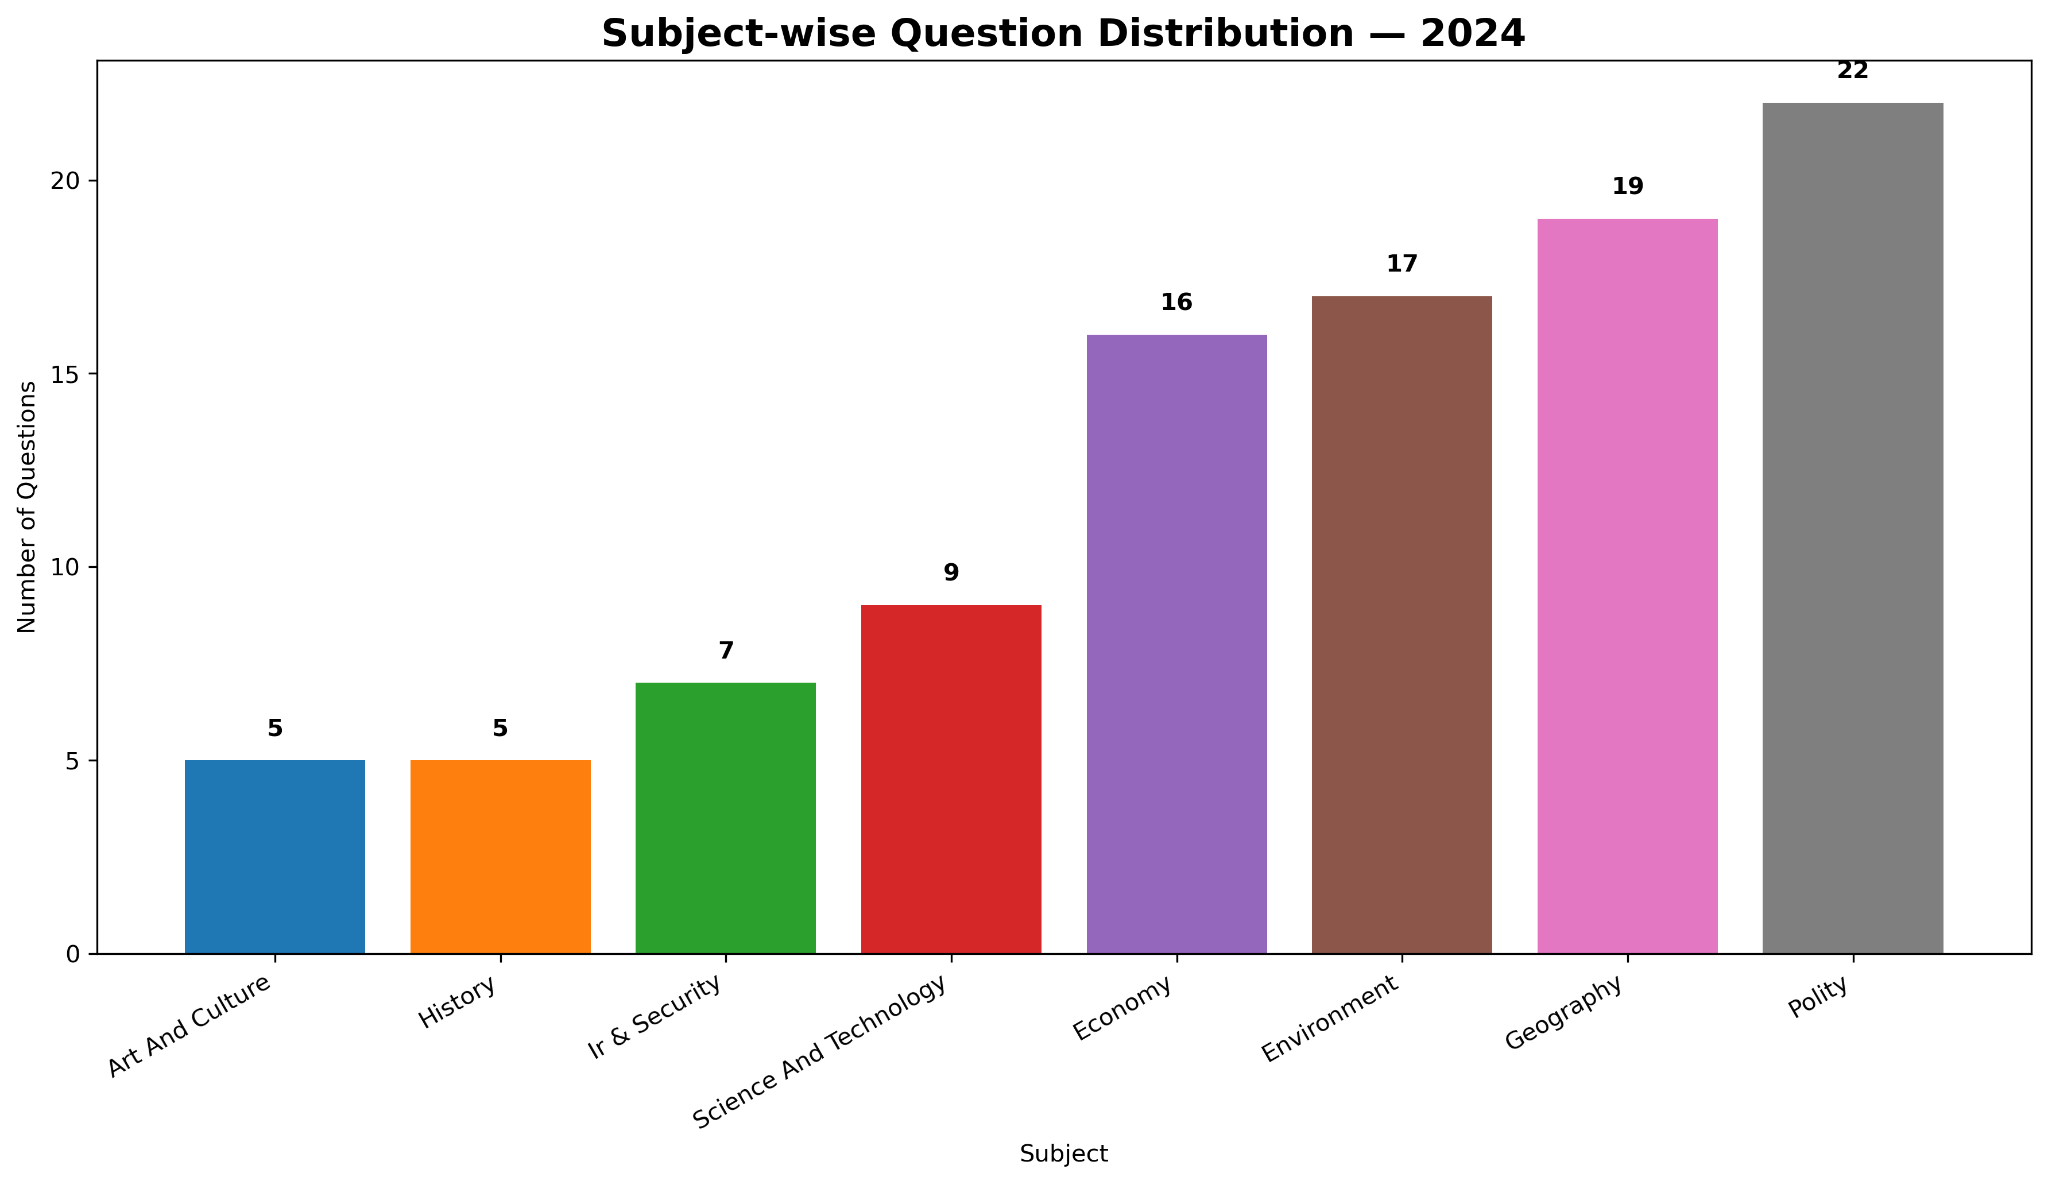 Subject-wise Question Distribution — 2024
22
20
19
17
16
15
10
9
7
5
5
5
0
Number of Questions
Art And Culture
History
Ir & Security
Science And Technology
Economy
Environment
Geography
Polity
Subject